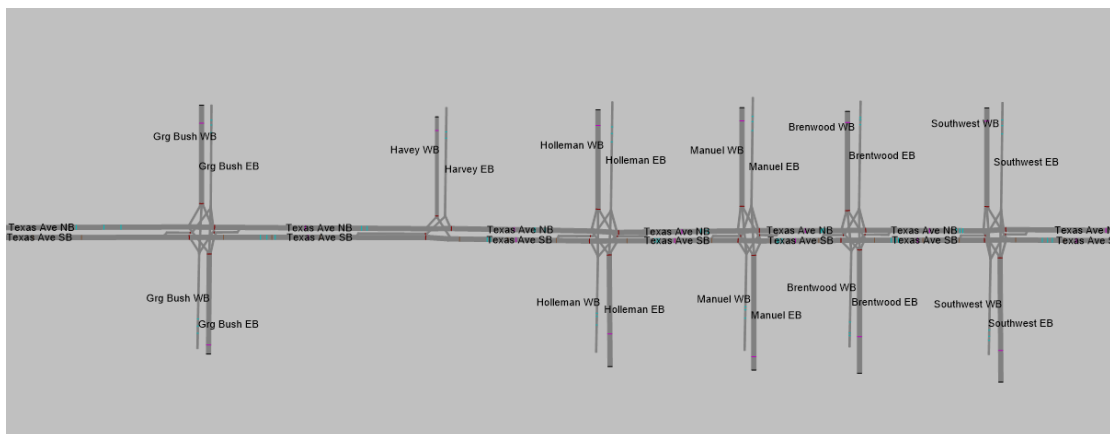 Grg Bush WB
Grg Bush EB
Havey WB
Harvey EB
Holleman WB
Holleman EB
Manuel WB
Manuel EB
Brenwood WB
Brentwood EB
Southwest WB
Southwest EB
Texas Ave NB
Texas Ave NB
Texas Ave NB
Texas Ave NB
Texas Ave NB
Texas Ave NB
Texas Ave N
Texas Ave SB
Texas Ave SB
Texas Ave SB
Texas Ave SB
Texas Ave SB
Texas Ave SB
Texas Ave S
Grg Bush WB
Grg Bush EB
Holleman WB
Holleman EB
Manuel WB
Manuel EB
Brentwood WB
Brentwood EB
Southwest WB
Southwest EB